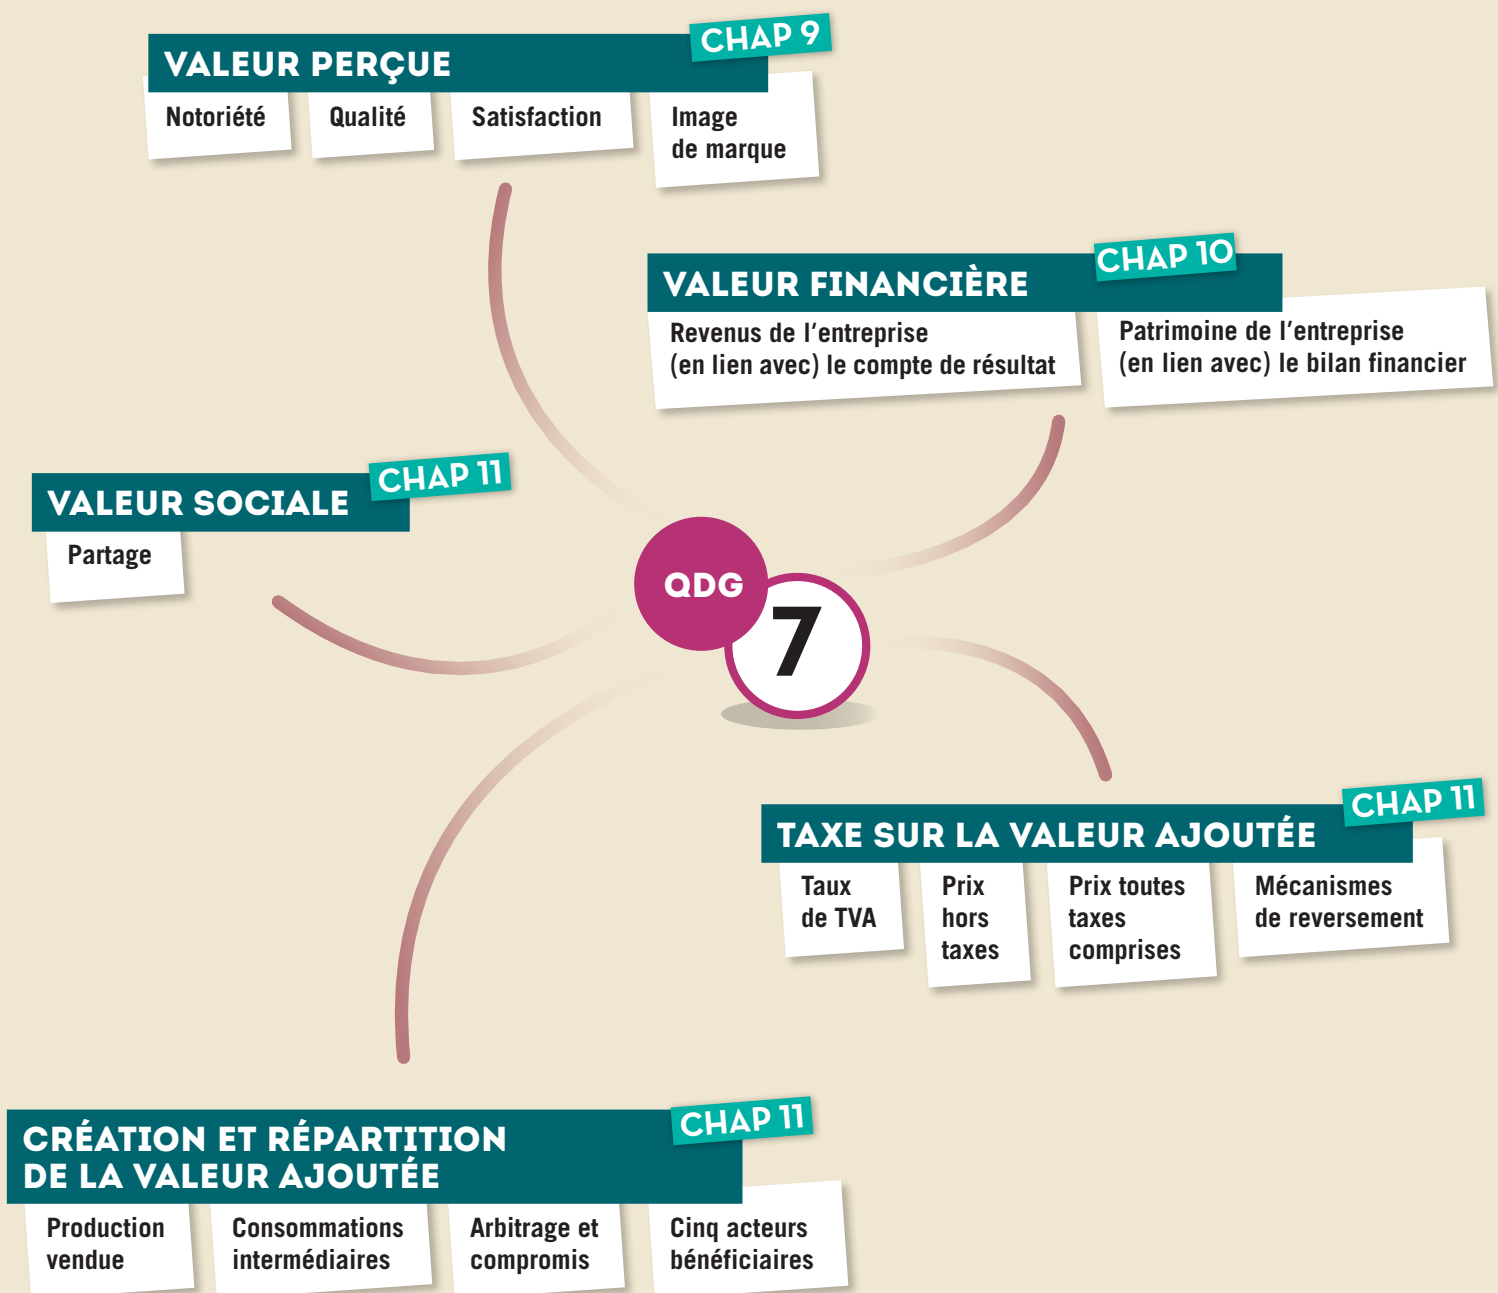 CHAP 9
VALEUR PERÇUE
Notoriété
Qualité
Satisfaction
Image
de marque
CHAP 10
VALEUR FINANCIÈRE
Revenus de l'entreprise
(en lien avec) le compte de résultat
Patrimoine de l'entreprise
(en lien avec) le bilan financier
CHAP 11
VALEUR SOCIALE
Partage
QDG
7
CHAP 11
TAXE SUR LA VALEUR AJOUTÉE
Taux
de TVA
Prix
hors
taxes
Prix toutes
taxes
comprises
Mécanismes
de reversement
CHAP 11
CRÉATION ET RÉPARTITION
DE LA VALEUR AJOUTÉE
Production
vendue
Consommations
intermédiaires
Arbitrage et
compromis
Cinq acteurs
bénéficiaires